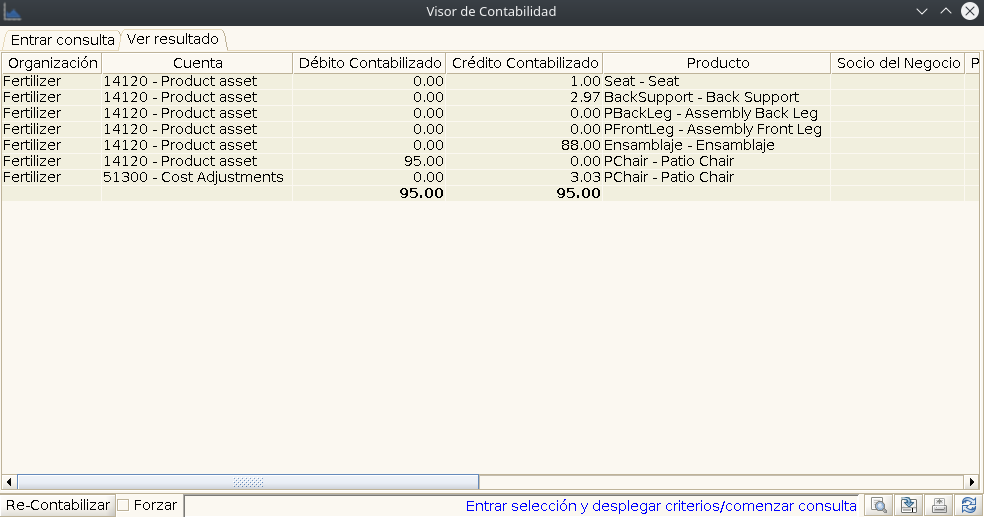 Visor de Contabilidad
Entrar consulta Ver resultado
Organización Cuenta Débito Contabilizado Crédito Contabilizado Producto Socio del Negocio P
Fertilizer 14120 - Product asset 0.00 1.00 Seat - Seat
Fertilizer 14120 - Product asset 0.00 2.97 BackSupport - Back Support
Fertilizer 14120 - Product asset 0.00 0.00 PBackLeg - Assembly Back Leg
Fertilizer 14120 - Product asset 0.00 0.00 PFrontLeg - Assembly Front Leg
Fertilizer 14120 - Product asset 0.00 88.00 Ensamblaje - Ensamblaje
Fertilizer 14120 - Product asset 95.00 0.00 PChair - Patio Chair
Fertilizer 51300 - Cost Adjustments 0.00 3.03 PChair - Patio Chair
95.00 95.00
Re-Contabilizar Forzar Entrar selección y desplegar criterios/comenzar consulta